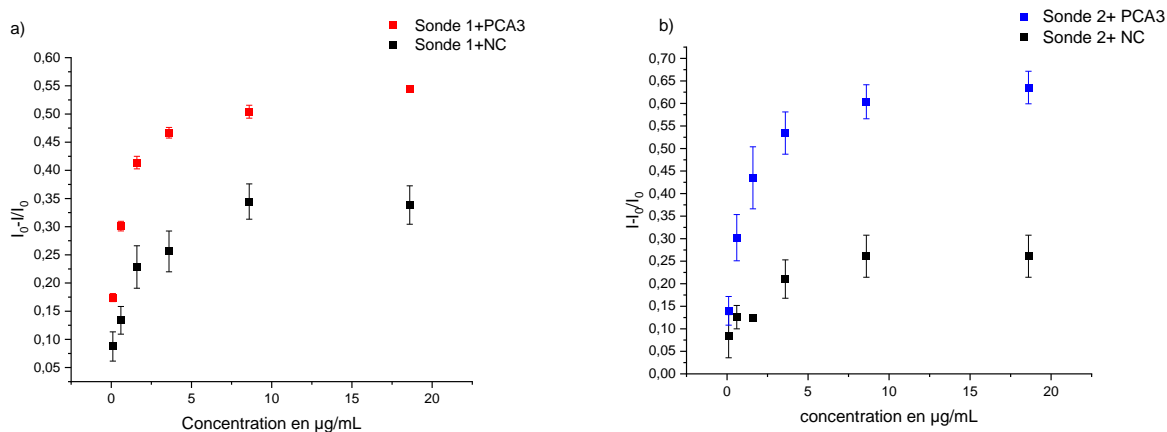 a)
Sonde 1+PCA3
Sonde 1+NC
0,60
0,55
0,50
0,45
0,40
0,35
0,30
0,25
0,20
0,15
0,10
0,05
I₀-I/I₀
0 5 10 15 20
Concentration en µg/mL
b)
Sonde 2+ PCA3
Sonde 2+ NC
0,70
0,65
0,60
0,55
0,50
0,45
0,40
0,35
0,30
0,25
0,20
0,15
0,10
0,05
0,00
I-I₀/I₀
0 5 10 15 20
concentration en µg/mL